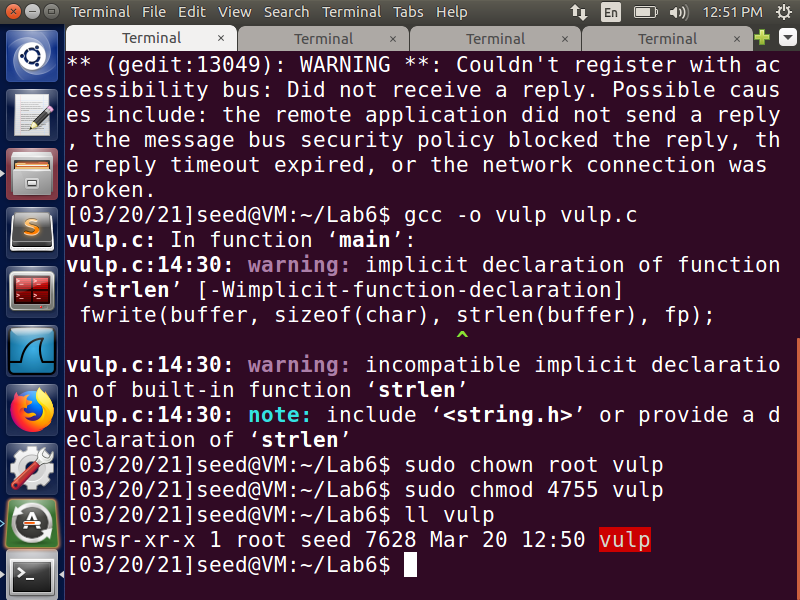 Terminal File Edit View Search Terminal Tabs Help En 12:51 PM
Terminal × Terminal × Terminal × Terminal ×
** (gedit:13049): WARNING **: Couldn't register with ac
cessibility bus: Did not receive a reply. Possible caus
es include: the remote application did not send a reply
, the message bus security policy blocked the reply, th
e reply timeout expired, or the network connection was
broken.
[03/20/21]seed@VM:~/Lab6$ gcc -o vulp vulp.c
vulp.c: In function ‘main’:
vulp.c:14:30: warning: implicit declaration of function
‘strlen’ [-Wimplicit-function-declaration]
fwrite(buffer, sizeof(char), strlen(buffer), fp);
^
vulp.c:14:30: warning: incompatible implicit declaratio
n of built-in function ‘strlen’
vulp.c:14:30: note: include ‘<string.h>’ or provide a d
eclaration of ‘strlen’
[03/20/21]seed@VM:~/Lab6$ sudo chown root vulp
[03/20/21]seed@VM:~/Lab6$ sudo chmod 4755 vulp
[03/20/21]seed@VM:~/Lab6$ ll vulp
-rwsr-xr-x 1 root seed 7628 Mar 20 12:50 vulp
[03/20/21]seed@VM:~/Lab6$